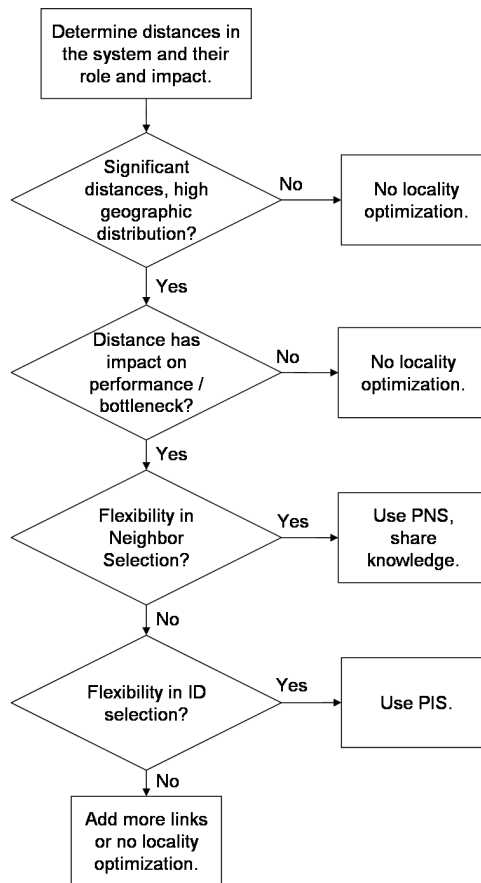 Determine distances in
the system and their
role and impact.
Significant
distances, high
geographic
distribution?
No
No locality
optimization.
Yes
Distance has
impact on
performance /
bottleneck?
No
No locality
optimization.
Yes
Flexibility in
Neighbor
Selection?
Yes
Use PNS,
share
knowledge.
No
Flexibility in ID
selection?
Yes
Use PIS.
No
Add more links
or no locality
optimization.